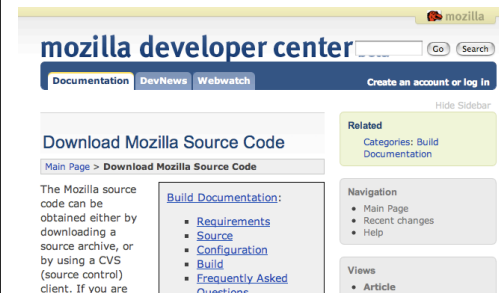 mozilla
mozilla developer center
Go
Search
Documentation
DevNews
Webwatch
Create an account or log in
Hide Sidebar
Download Mozilla Source Code
Main Page > Download Mozilla Source Code
The Mozilla source
code can be
obtained either by
downloading a
source archive, or
by using a CVS
(source control)
client. If you are
Build Documentation:
Requirements
Source
Configuration
Build
Frequently Asked
Questions
Related
Categories: Build
Documentation
Navigation
Main Page
Recent changes
Help
Views
Article